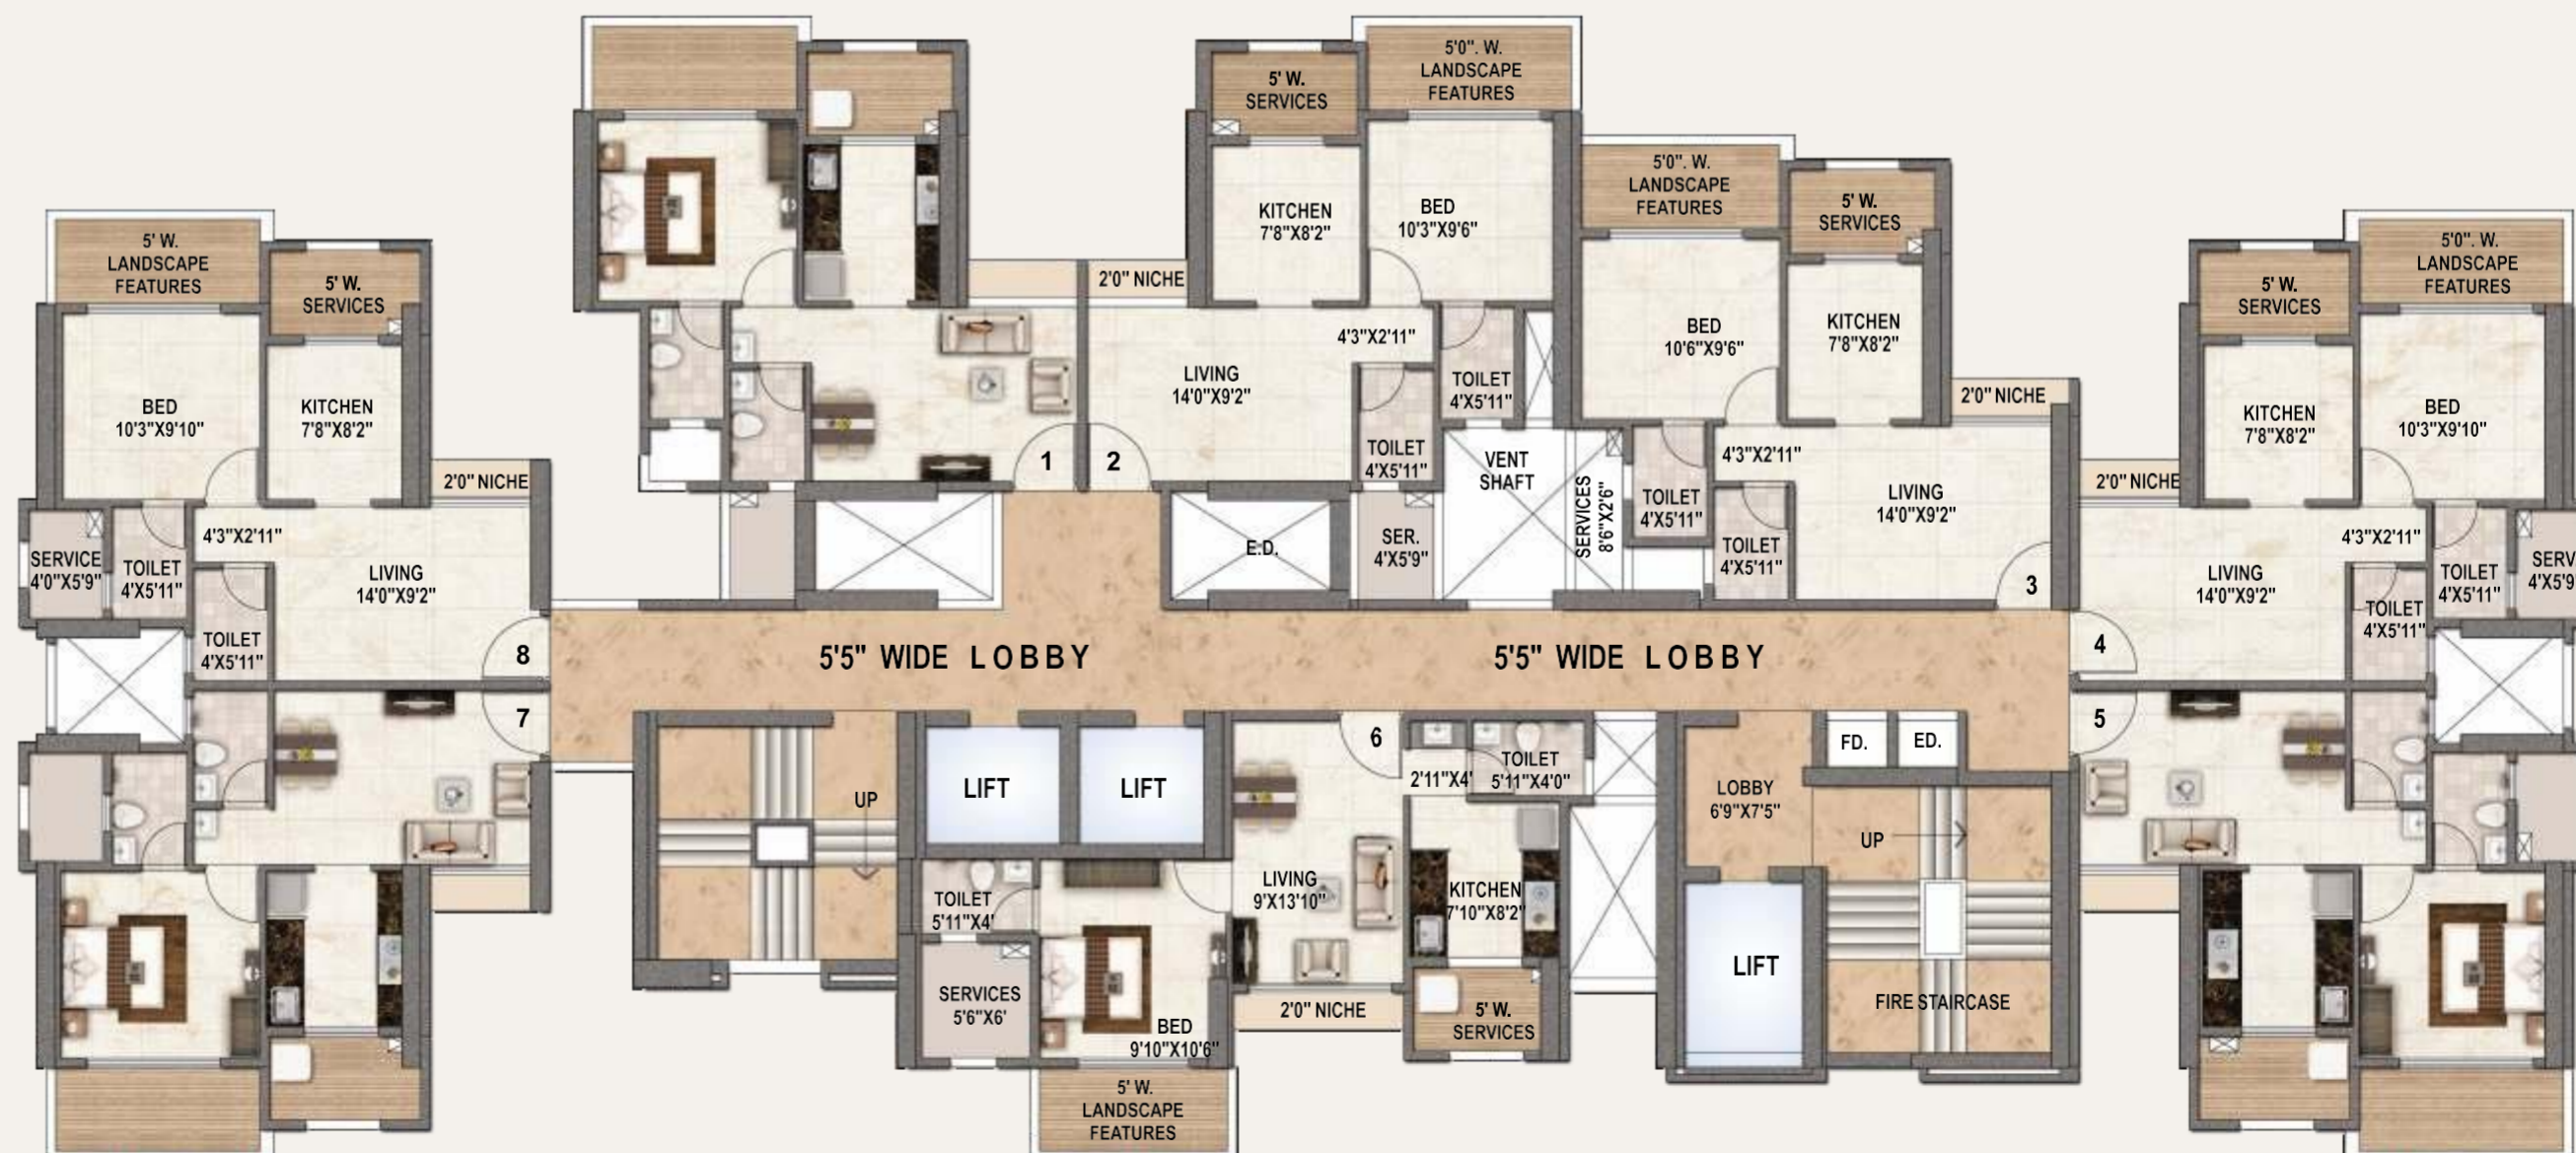 5'0". W.
LANDSCAPE
FEATURES
5' W.
SERVICES
KITCHEN
7'8"X8'2"
BED
10'3"X9'6"
2'0" NICHE
4'3"X2'11"
LIVING
14'0"X9'2"
TOILET
4'X5'11"
TOILET
4'X5'11"
1
2
VENT
SHAFT
SERVICES
8'6"X2'6"
E.D.
SER.
4'X5'9"
5'0". W.
LANDSCAPE
FEATURES
5' W.
SERVICES
BED
10'6"X9'6"
KITCHEN
7'8"X8'2"
2'0" NICHE
4'3"X2'11"
LIVING
14'0"X9'2"
TOILET
4'X5'11"
TOILET
4'X5'11"
3
5'0". W.
LANDSCAPE
FEATURES
5' W.
SERVICES
KITCHEN
7'8"X8'2"
BED
10'3"X9'10"
2'0" NICHE
4'3"X2'11"
LIVING
14'0"X9'2"
TOILET
4'X5'11"
SERV
4'X5'9
TOILET
4'X5'11"
4
5
5' W.
LANDSCAPE
FEATURES
5' W.
SERVICES
BED
10'3"X9'10"
KITCHEN
7'8"X8'2"
2'0" NICHE
SERVICE
4'0"X5'9"
TOILET
4'X5'11"
4'3"X2'11"
LIVING
14'0"X9'2"
TOILET
4'X5'11"
8
7
5'5" WIDE LOBBY
5'5" WIDE LOBBY
UP
LIFT
LIFT
6
2'11"X4'
TOILET
5'11"X4'0"
LIVING
9'X13'10"
KITCHEN
7'10"X8'2"
TOILET
5'11"X4'
SERVICES
5'6"X6'
BED
9'10"X10'6"
2'0" NICHE
5' W.
SERVICES
5' W.
LANDSCAPE
FEATURES
LOBBY
6'9"X7'5"
FD.
ED.
UP
LIFT
FIRE STAIRCASE